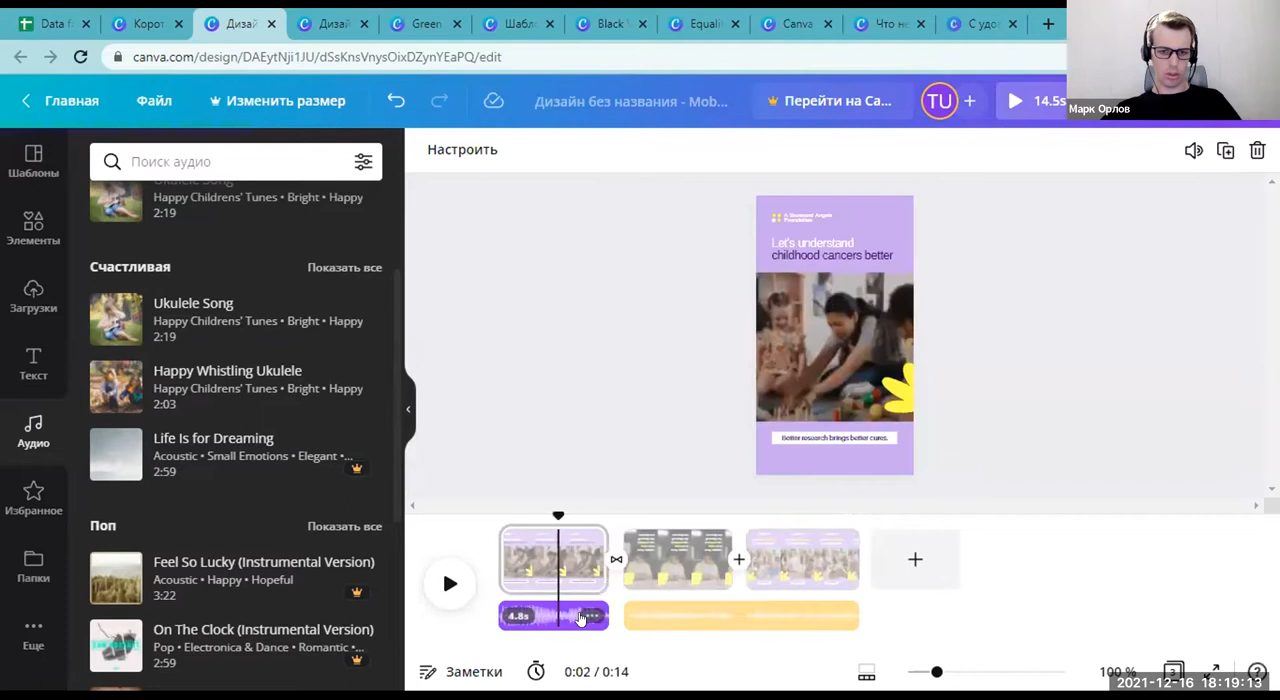 Data f
Корот
Дизай
Дизай
Green
Шабло
Black
Equali
Canva
Что не
С удо
canva.com/design/DAEytNji1JU/dSsKnsVnysOixDZynYEaPQ/edit
Марк Орлов
Главная
Файл
Изменить размер
Дизайн без названия - Mob...
Перейти на Ca...
TU
14.5s
Шаблоны
Элементы
Загрузки
Текст
Аудио
Избранное
Папки
Еще
Поиск аудио
Ukulele Song
Happy Childrens' Tunes • Bright • Happy
2:19
Счастливая
Показать все
Ukulele Song
Happy Childrens' Tunes • Bright • Happy
2:19
Happy Whistling Ukulele
Happy Childrens' Tunes • Bright • Happy
2:03
Life Is for Dreaming
Acoustic • Small Emotions • Elegant •...
2:59
Поп
Показать все
Feel So Lucky (Instrumental Version)
Acoustic • Happy • Hopeful
3:22
On The Clock (Instrumental Version)
Pop • Electronica & Dance • Romantic •...
2:59
Настроить
Foundation
Let's understand
childhood cancers better
Better research brings better cures.
4.8s
Заметки
0:02 / 0:14
100 %
3
2021-12-16 18:19:13